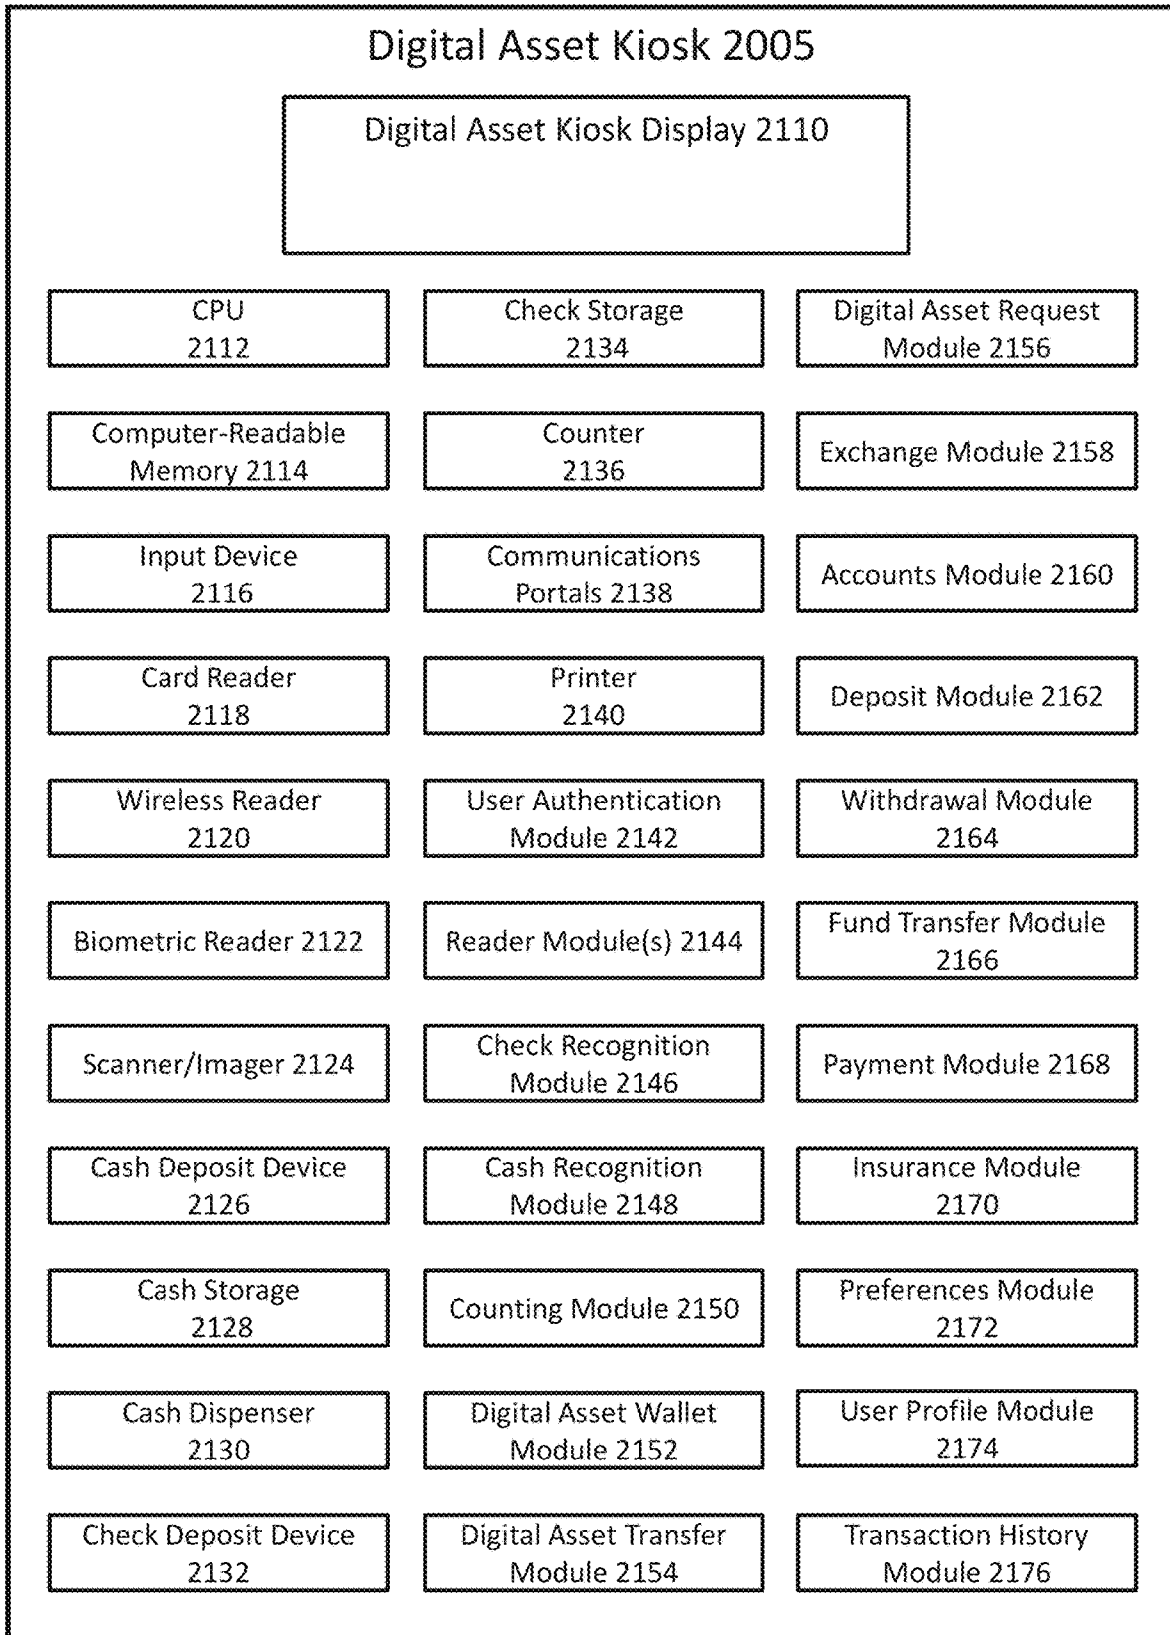 Digital Asset Kiosk 2005
Digital Asset Kiosk Display 2110
CPU
2112
Computer-Readable
Memory 2114
Input Device
2116
Card Reader
2118
Wireless Reader
2120
Biometric Reader 2122
Scanner/Imager 2124
Cash Deposit Device
2126
Cash Storage
2128
Cash Dispenser
2130
Check Deposit Device
2132
Check Storage
2134
Counter
2136
Communications
Portals 2138
Printer
2140
User Authentication
Module 2142
Reader Module(s) 2144
Check Recognition
Module 2146
Cash Recognition
Module 2148
Counting Module 2150
Digital Asset Wallet
Module 2152
Digital Asset Transfer
Module 2154
Digital Asset Request
Module 2156
Exchange Module 2158
Accounts Module 2160
Deposit Module 2162
Withdrawal Module
2164
Fund Transfer Module
2166
Payment Module 2168
Insurance Module
2170
Preferences Module
2172
User Profile Module
2174
Transaction History
Module 2176